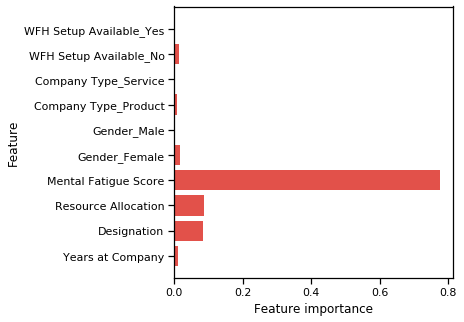 WFH Setup Available_Yes
WFH Setup Available_No
Company Type_Service
Company Type_Product
Gender_Male
Gender_Female
Mental Fatigue Score
Resource Allocation
Designation
Years at Company
Feature
0.0 0.2 0.4 0.6 0.8
Feature importance